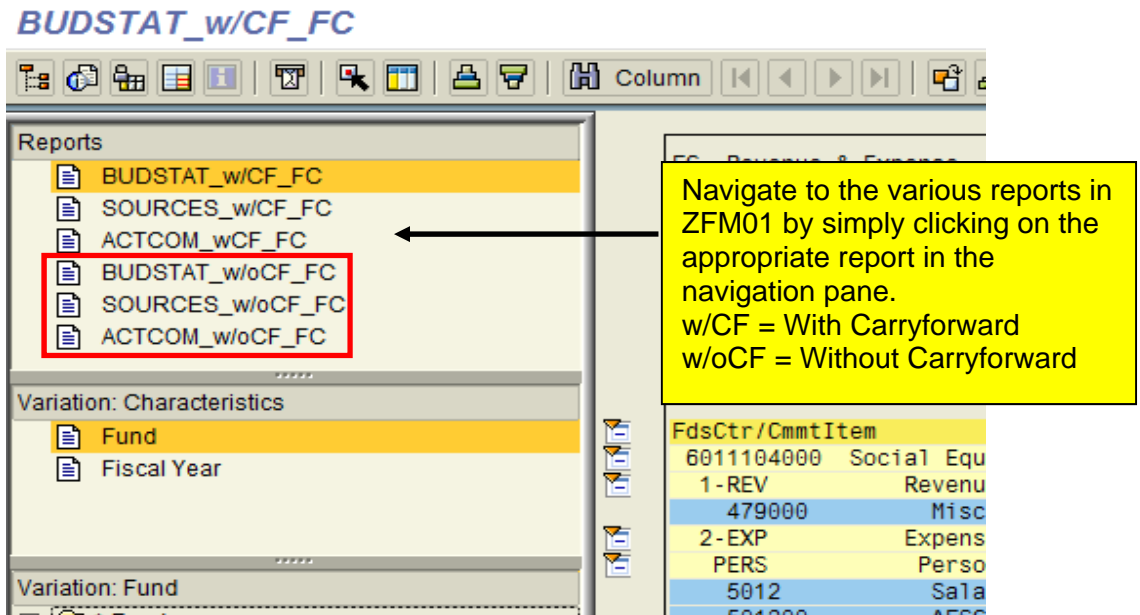 BUDSTAT_w/CF_FC
Column
Reports
BUDSTAT_w/CF_FC
SOURCES_w/CF_FC
ACTCOM_wCF_FC
BUDSTAT_w/oCF_FC
SOURCES_w/oCF_FC
ACTCOM_w/oCF_FC
Navigate to the various reports in
ZFM01 by simply clicking on the
appropriate report in the
navigation pane.
w/CF = With Carryforward
w/oCF = Without Carryforward
Variation: Characteristics
Fund
Fiscal Year
Variation: Fund
FdsCtr/CmmtItem
6011104000 Social Equ
1-REV Revenu
479000 Misc
2-EXP Expens
PERS Perso
5012 Sala